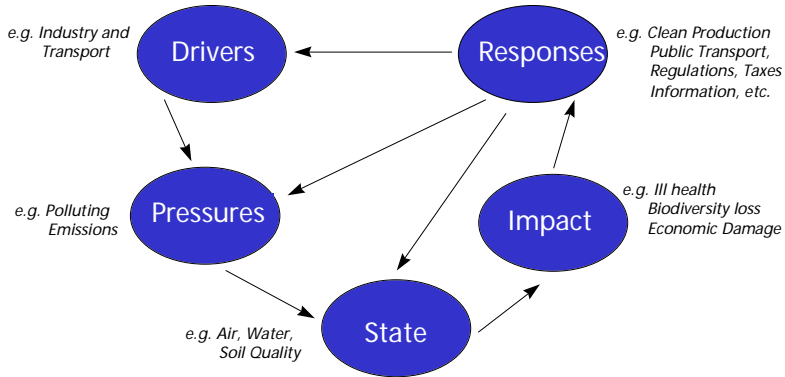 e.g. Industry and
Transport
Drivers
Responses
e.g. Clean Production
Public Transport,
Regulations, Taxes
Information, etc.
e.g. Polluting
Emissions
Pressures
Impact
e.g. Ill health
Biodiversity loss
Economic Damage
e.g. Air, Water,
Soil Quality
State